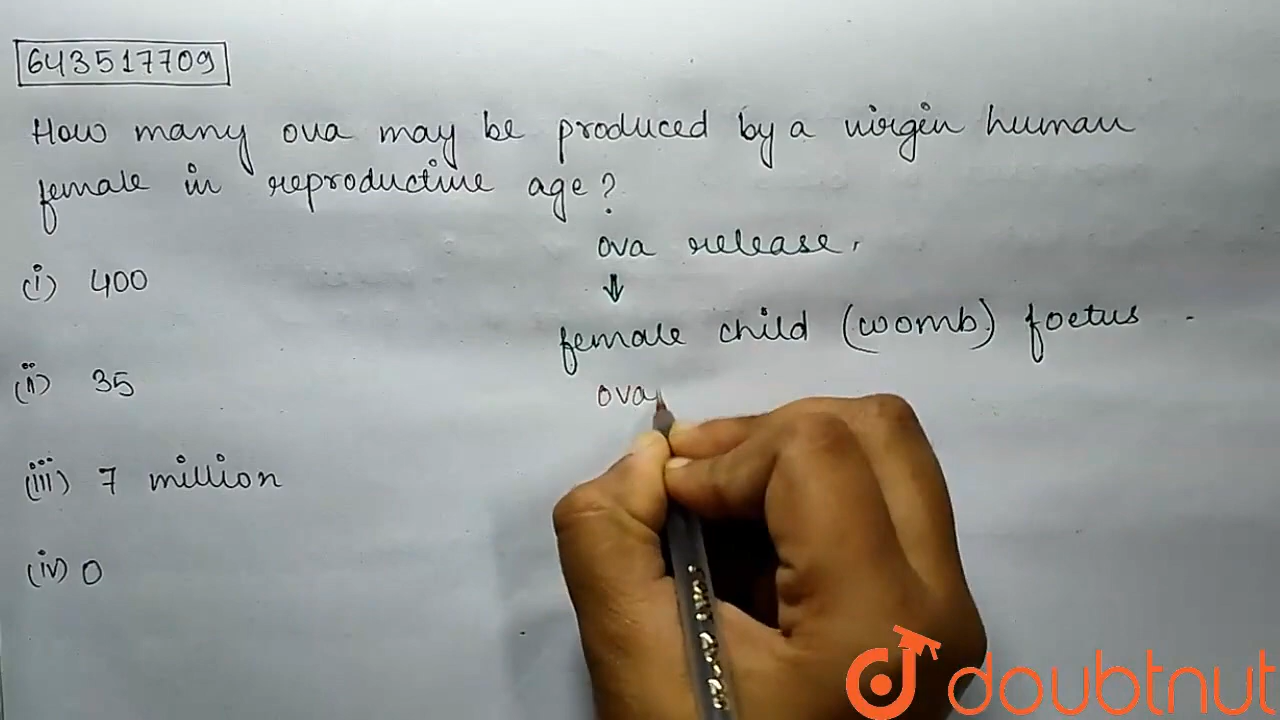 643517709
How many ova may be produced by a virgin human
female in reproductive age?
ova release.
↓
female child (womb) foetus -
ova
(i) 400
(ii) 35
(iii) 7 million
(iv) 0
doubtnut